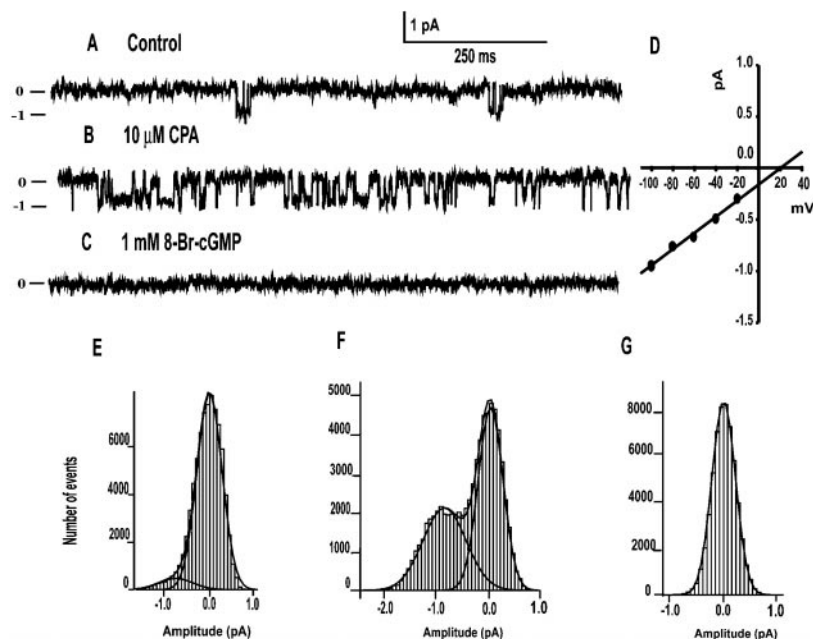 A Control
1 pA
250 ms
0
-1
B 10 µM CPA
0
-1
C 1 mM 8-Br-cGMP
0
D
pA
1.0
0.5
0.0
-100 -80 -60 -40 -20 20 40
mV
-0.5
-1.0
-1.5
E
Number of events
6000
4000
2000
0
-1.0 0.0 1.0
Amplitude (pA)
F
5000
4000
3000
2000
1000
0
-2.0 -1.0 0.0 1.0
Amplitude (pA)
G
8000
6000
4000
2000
0
-1.0 0.0 1.0
Amplitude (pA)